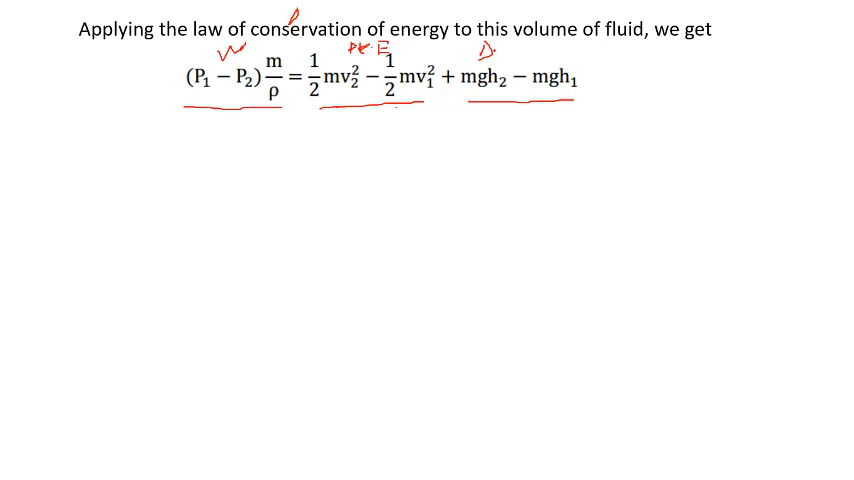 Applying the law of conservation of energy to this volume of fluid, we get
W E
(P₁ − P₂) m/ρ = 1/2 mv₂² − 1/2 mv₁² + mgh₂ − mgh₁